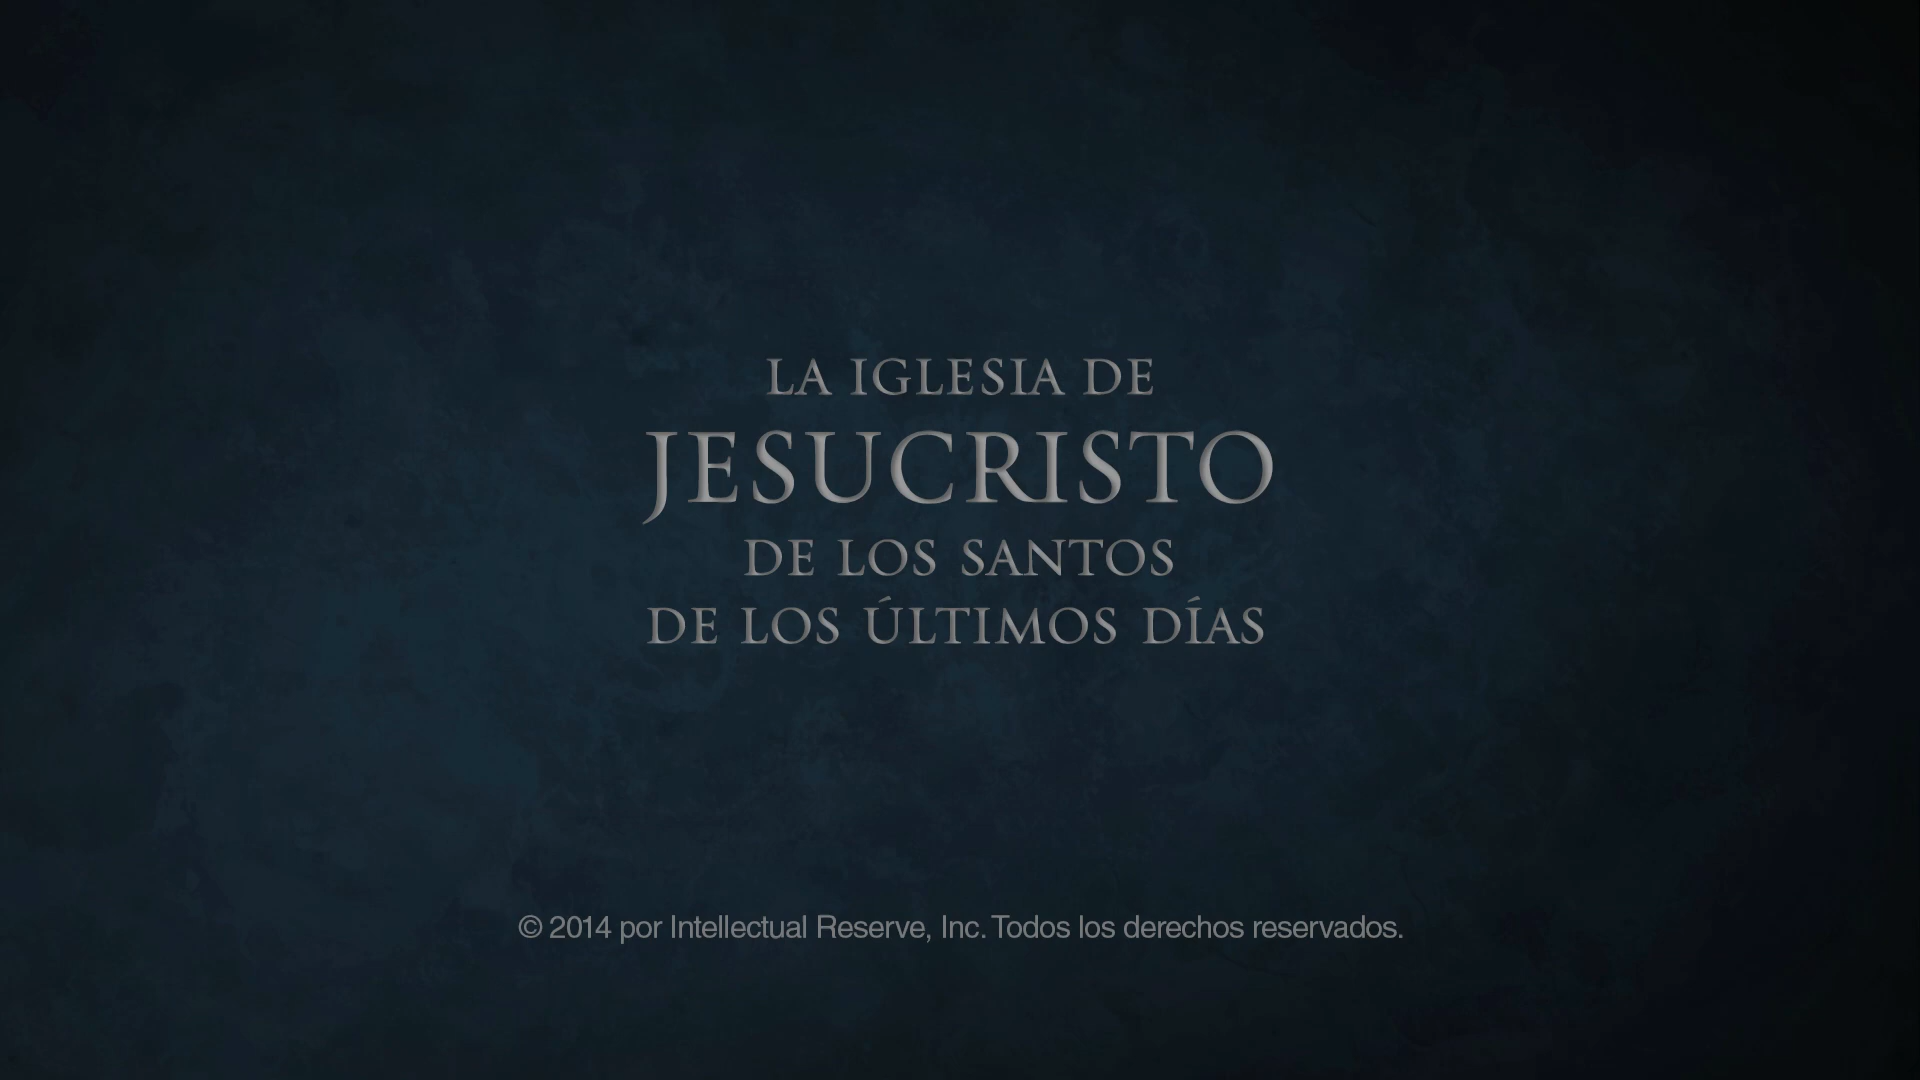 LA IGLESIA DE
JESUCRISTO
DE LOS SANTOS
DE LOS ÚLTIMOS DÍAS
© 2014 por Intellectual Reserve, Inc. Todos los derechos reservados.